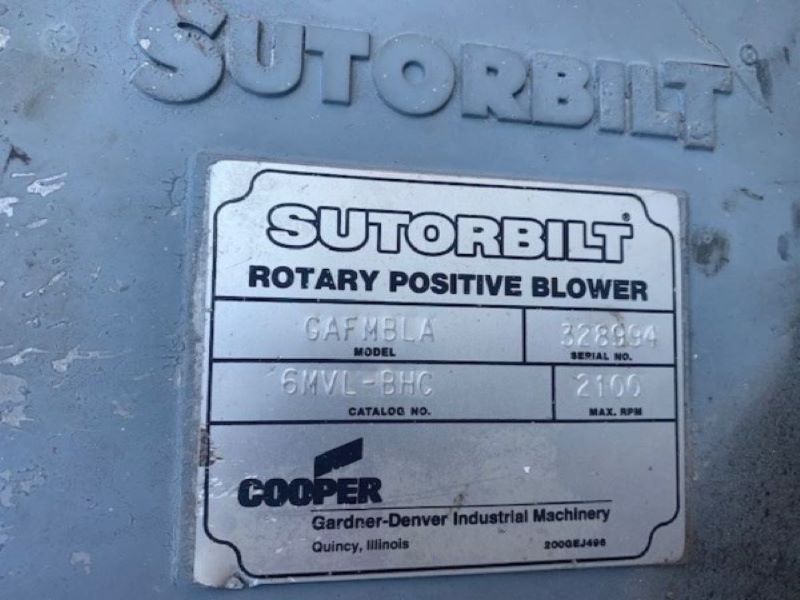 SUTORBILT
SUTORBILT®
ROTARY POSITIVE BLOWER
GAFMBLA 328994
MODEL SERIAL NO.
6MVL-BHC 2100
CATALOG NO. MAX. RPM
COOPER
Gardner-Denver Industrial Machinery
Quincy, Illinois 200GEJ496